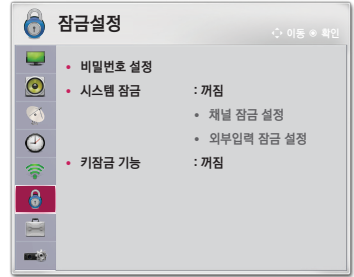 잠금설정
이동 ◉ 확인
• 비밀번호 설정
• 시스템 잠금 : 꺼짐
• 채널 잠금 설정
• 외부입력 잠금 설정
• 키잠금 기능 : 꺼짐